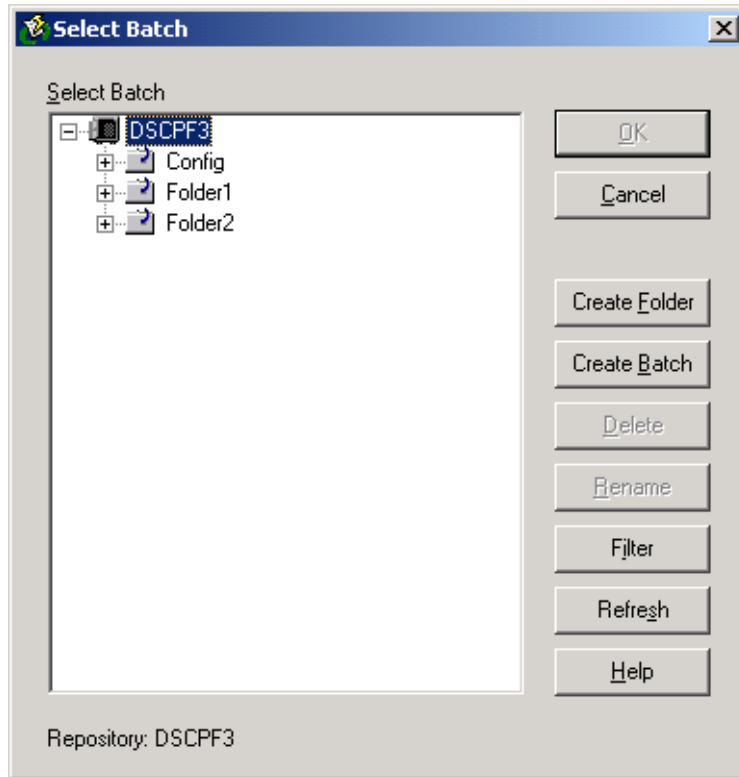 Select Batch
Select Batch
DSCPF3
Config
Folder1
Folder2
OK
Cancel
Create Folder
Create Batch
Delete
Rename
Filter
Refresh
Help
Repository: DSCPF3